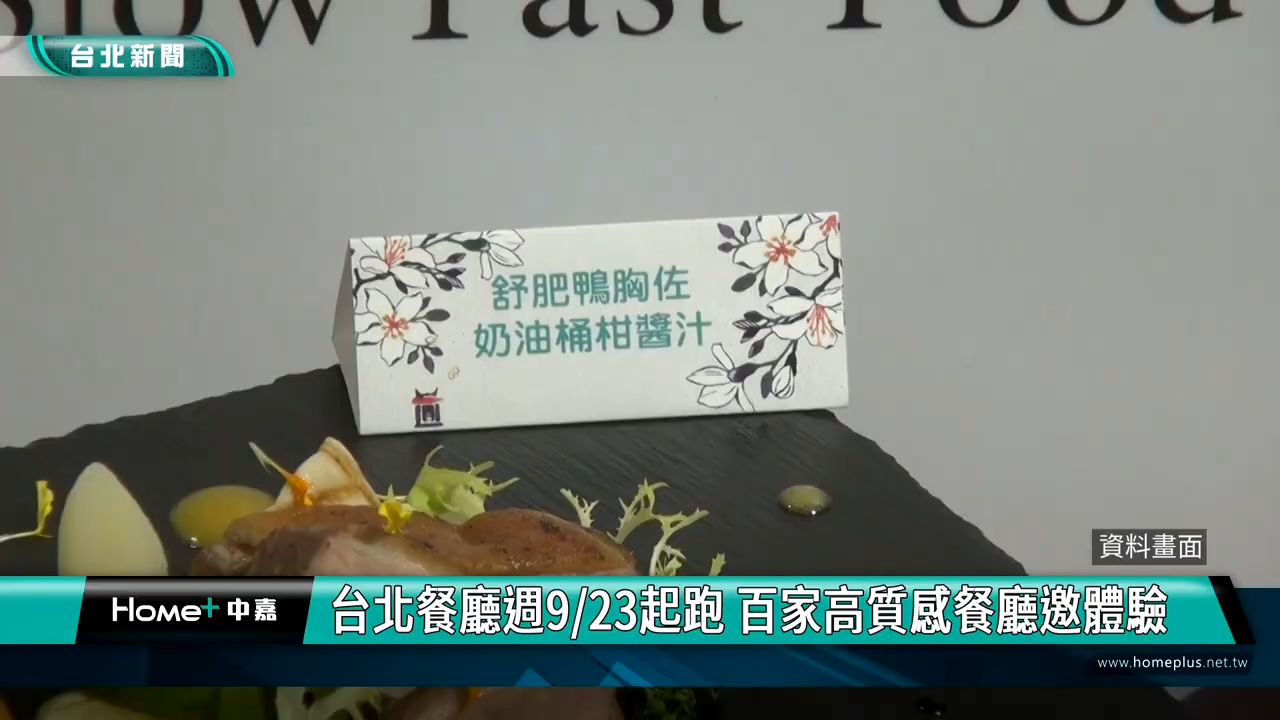 Slow Fast Food
台北新聞
舒肥鴨胸佐
奶油桶柑醬汁
資料畫面
Home+中嘉
台北餐廳週9/23起跑 百家高質感餐廳邀體驗
www.homeplus.net.tw